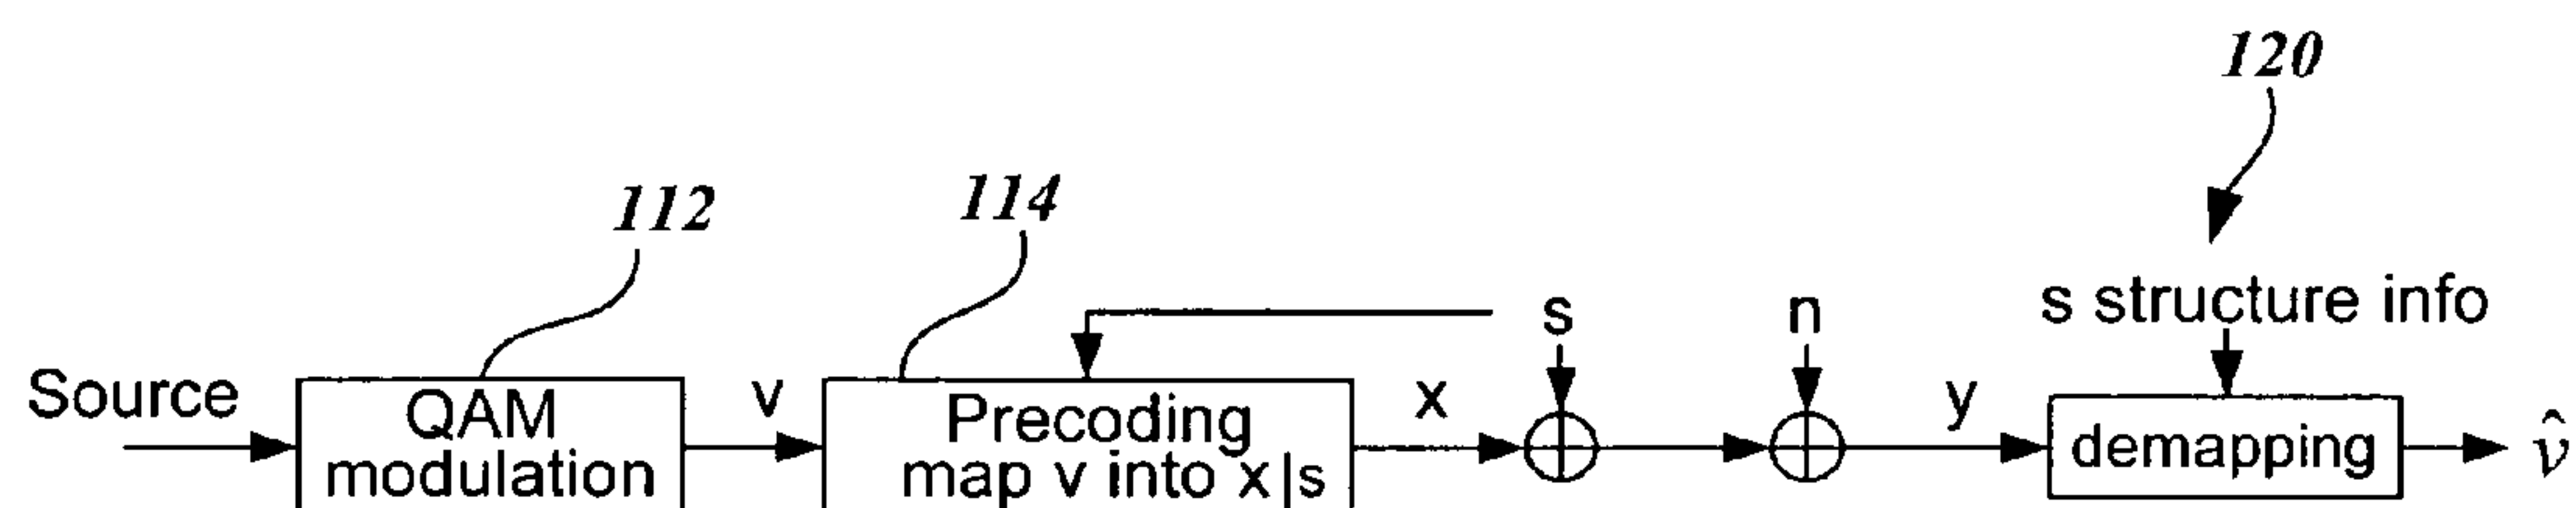 120
112
114
s structure info
s
n
Source
QAM
modulation
v
Precoding
map v into x|s
x
y
demapping
v̂